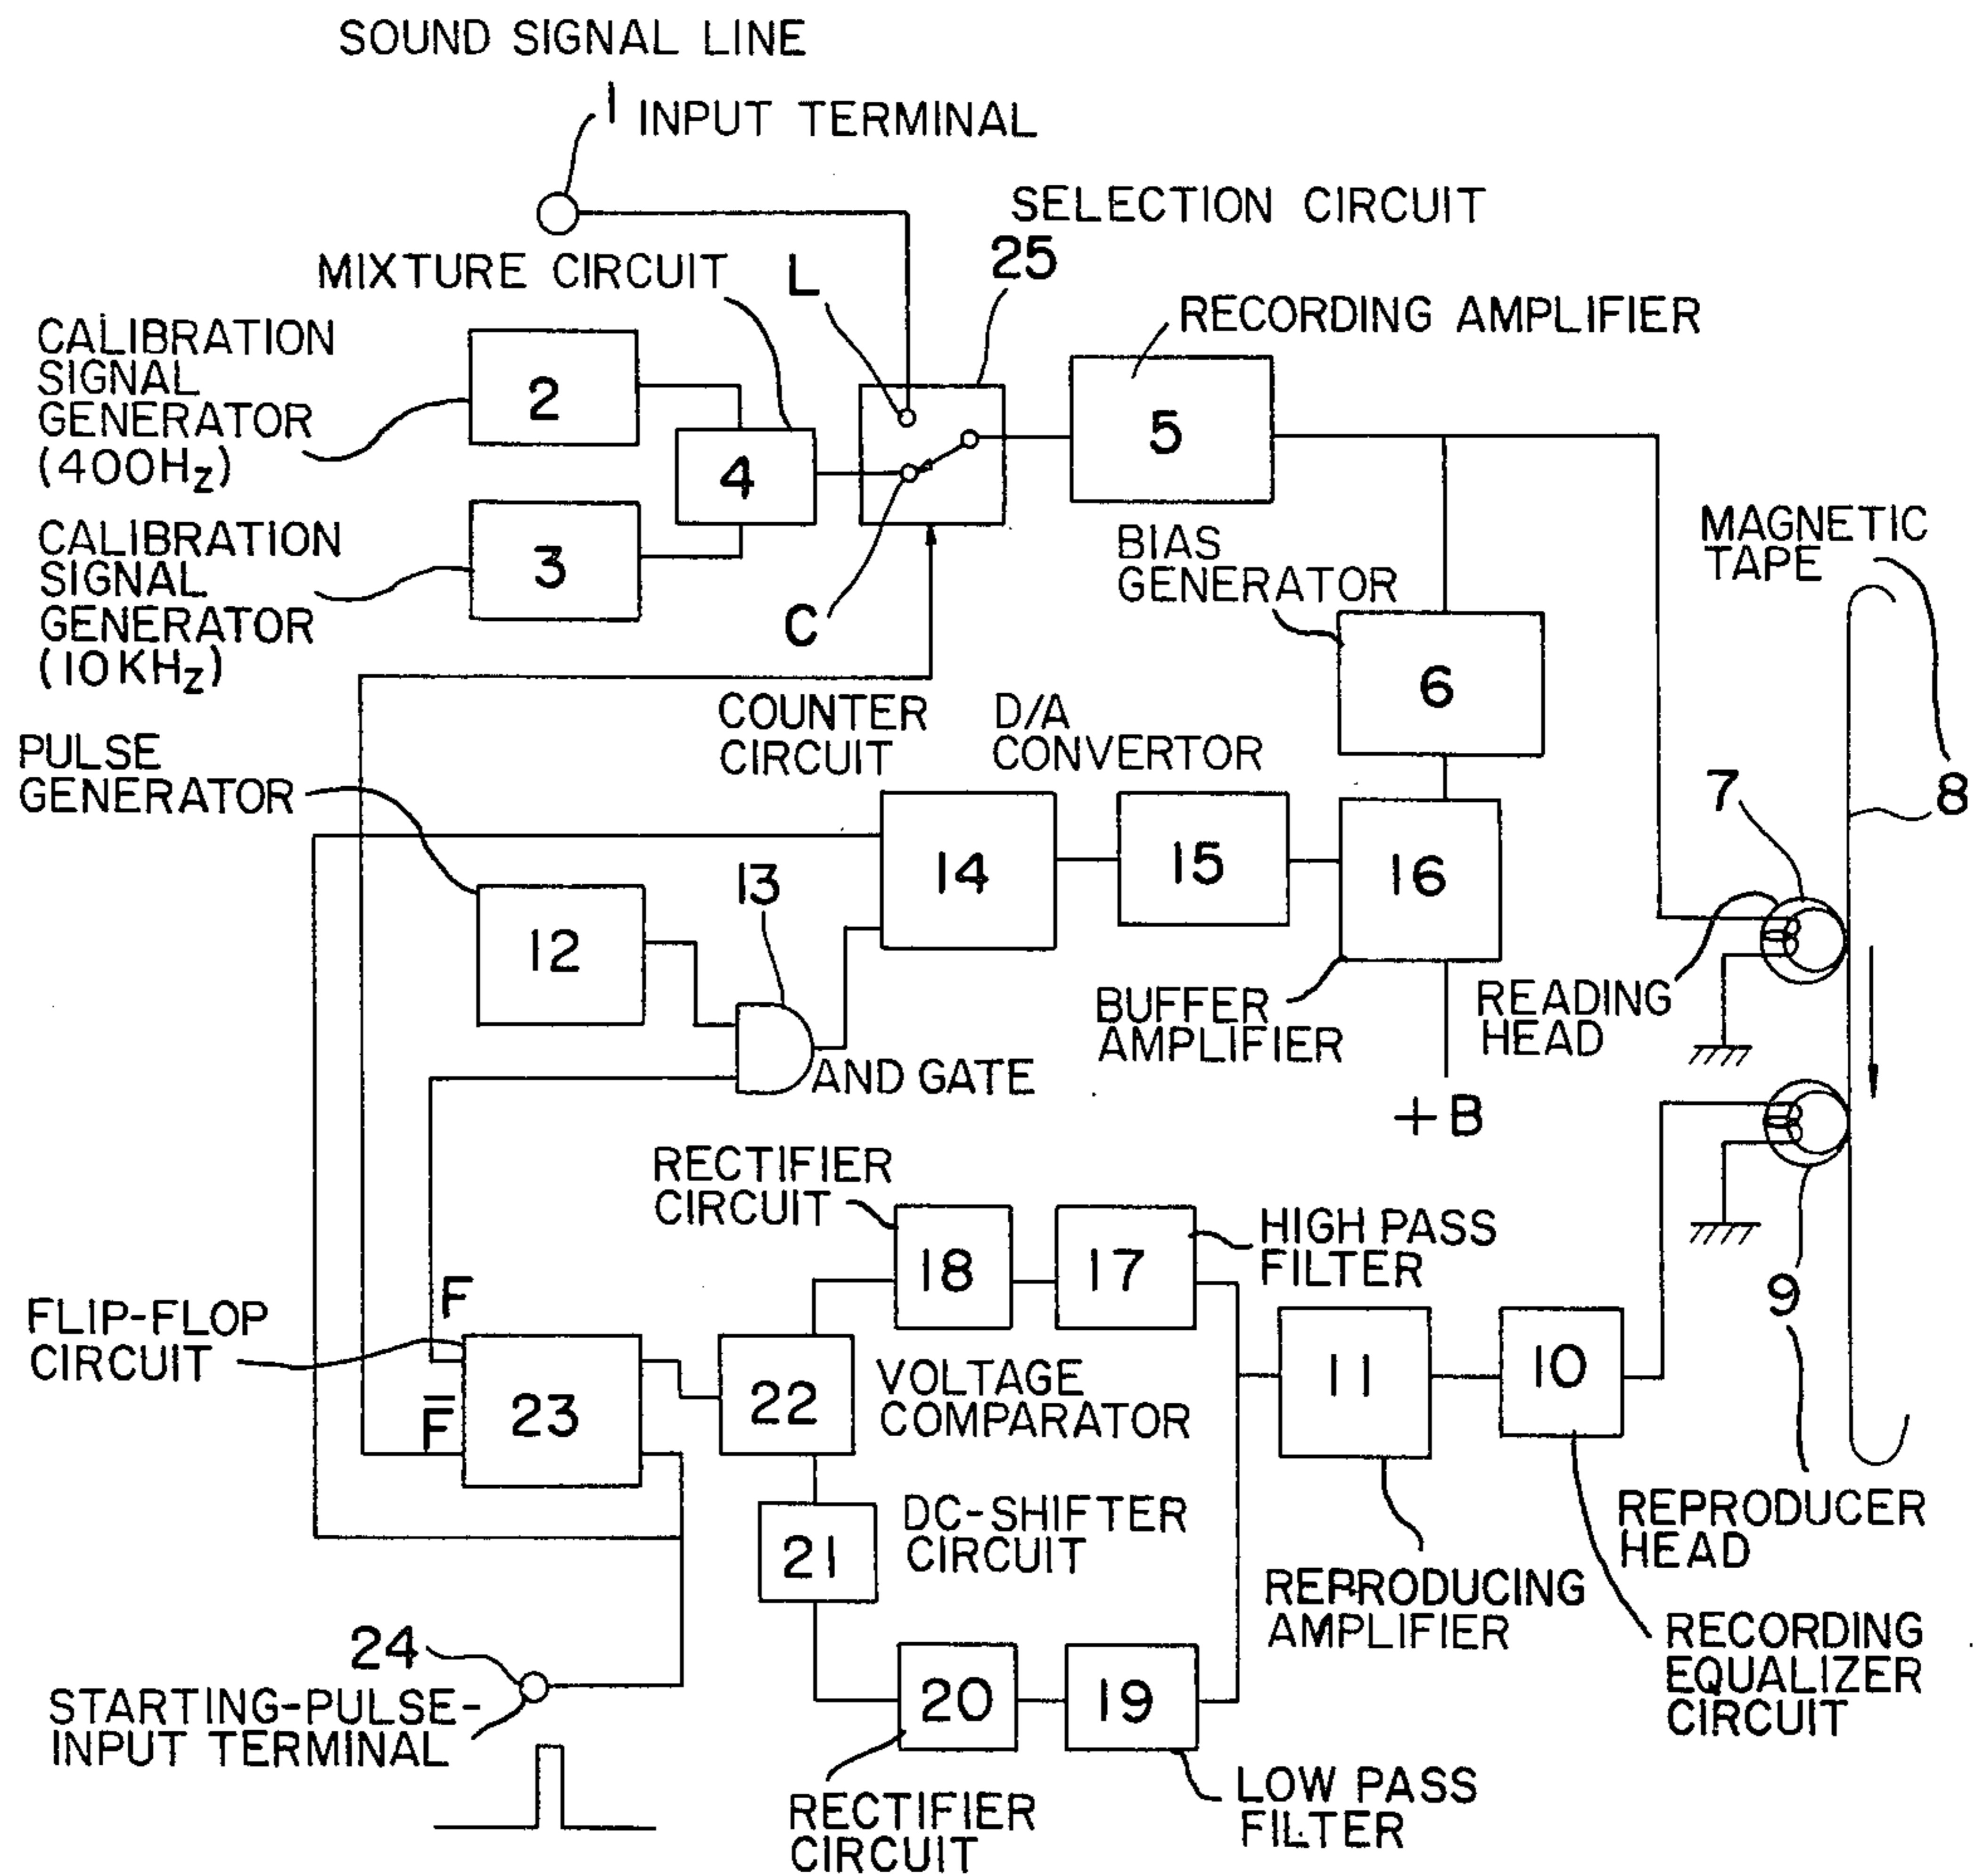 SOUND SIGNAL LINE
1 INPUT TERMINAL
SELECTION CIRCUIT
25
MIXTURE CIRCUIT
L
RECORDING AMPLIFIER
CALIBRATION
SIGNAL
GENERATOR
(400Hz)
2
4
5
CALIBRATION
SIGNAL
GENERATOR
(10KHz)
3
C
BIAS
GENERATOR
6
MAGNETIC
TAPE
8
7
READING
HEAD
COUNTER
CIRCUIT
D/A
CONVERTOR
PULSE
GENERATOR
12
13
14
15
16
AND GATE
BUFFER
AMPLIFIER
+B
RECTIFIER
CIRCUIT
18
17
HIGH PASS
FILTER
9
REPRODUCER
HEAD
FLIP-FLOP
CIRCUIT
F
F̅
23
22
VOLTAGE
COMPARATOR
11
10
21
DC-SHIFTER
CIRCUIT
REPRODUCING
AMPLIFIER
RECORDING
EQUALIZER
CIRCUIT
24
STARTING-PULSE-
INPUT TERMINAL
20
19
RECTIFIER
CIRCUIT
LOW PASS
FILTER